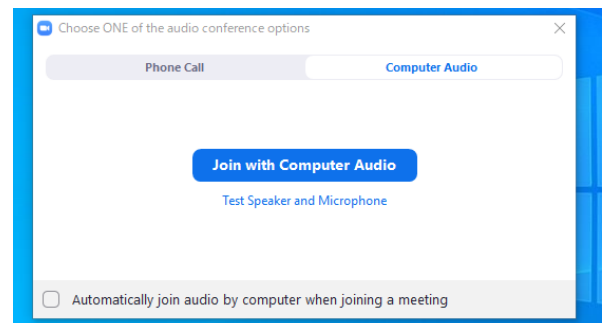 Choose ONE of the audio conference options
Phone Call
Computer Audio
Join with Computer Audio
Test Speaker and Microphone
Automatically join audio by computer when joining a meeting